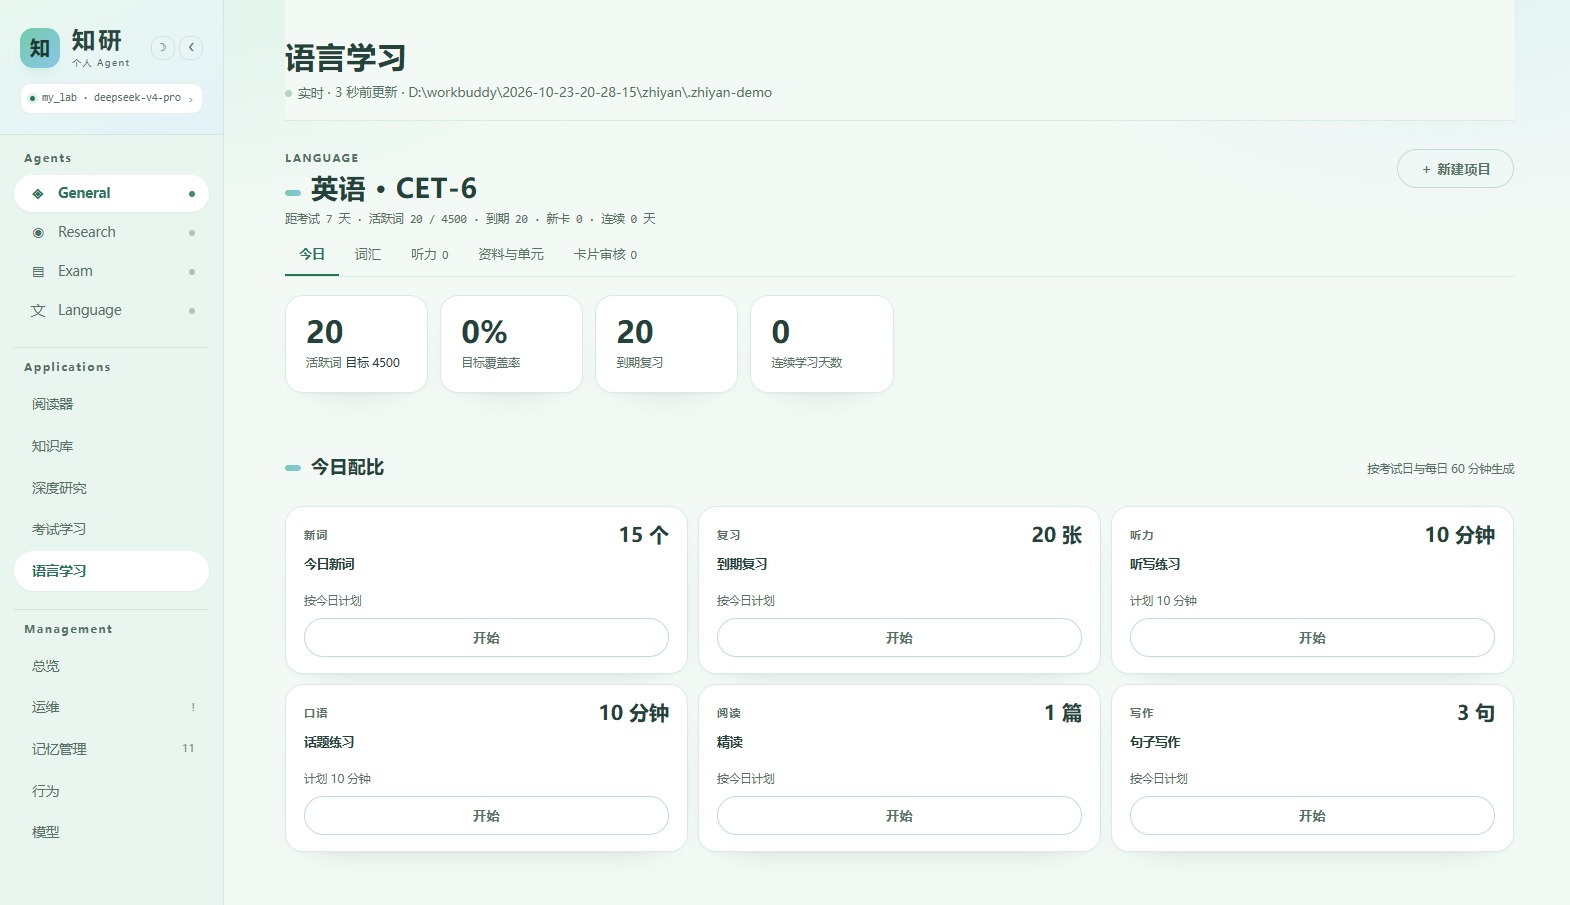 知
知研
个人 Agent
☽
‹
my_lab · deepseek-v4-pro ›
Agents
General
Research
Exam
文 Language
Applications
阅读器
知识库
深度研究
考试学习
语言学习
Management
总览
运维 !
记忆管理 11
行为
模型
语言学习
实时 · 3 秒前更新 · D:\workbuddy\2026-10-23-20-28-15\zhiyan\.zhiyan-demo
LANGUAGE
英语 · CET-6
+ 新建项目
距考试 7 天 · 活跃词 20 / 4500 · 到期 20 · 新卡 0 · 连续 0 天
今日 词汇 听力 0 资料与单元 卡片审核 0
20
活跃词 目标 4500
0%
目标覆盖率
20
到期复习
0
连续学习天数
今日配比
按考试日与每日 60 分钟生成
新词 15 个
今日新词
按今日计划
开始
复习 20 张
到期复习
按今日计划
开始
听力 10 分钟
听写练习
计划 10 分钟
开始
口语 10 分钟
话题练习
计划 10 分钟
开始
阅读 1 篇
精读
按今日计划
开始
写作 3 句
句子写作
按今日计划
开始